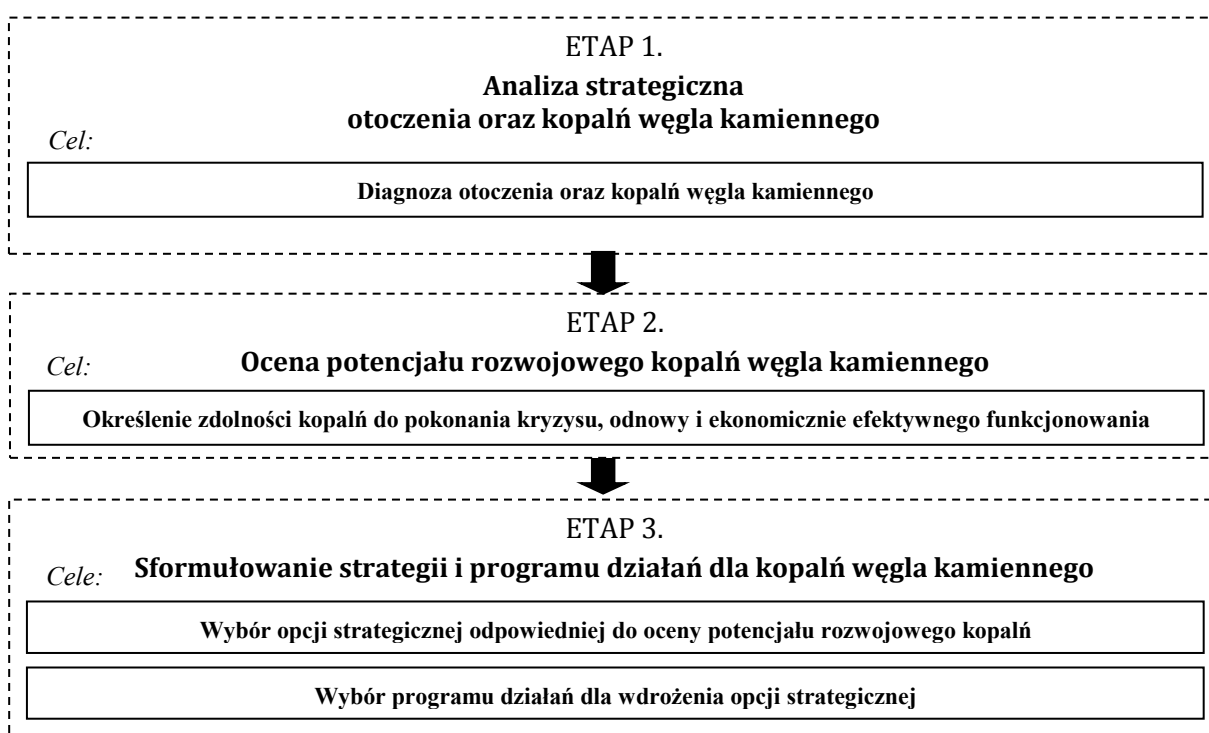 ETAP 1.
Analiza strategiczna
otoczenia oraz kopalń węgla kamiennego
Cel:
Diagnoza otoczenia oraz kopalń węgla kamiennego
ETAP 2.
Cel: Ocena potencjału rozwojowego kopalń węgla kamiennego
Określenie zdolności kopalń do pokonania kryzysu, odnowy i ekonomicznie efektywnego funkcjonowania
ETAP 3.
Cele: Sformułowanie strategii i programu działań dla kopalń węgla kamiennego
Wybór opcji strategicznej odpowiedniej do oceny potencjału rozwojowego kopalń
Wybór programu działań dla wdrożenia opcji strategicznej